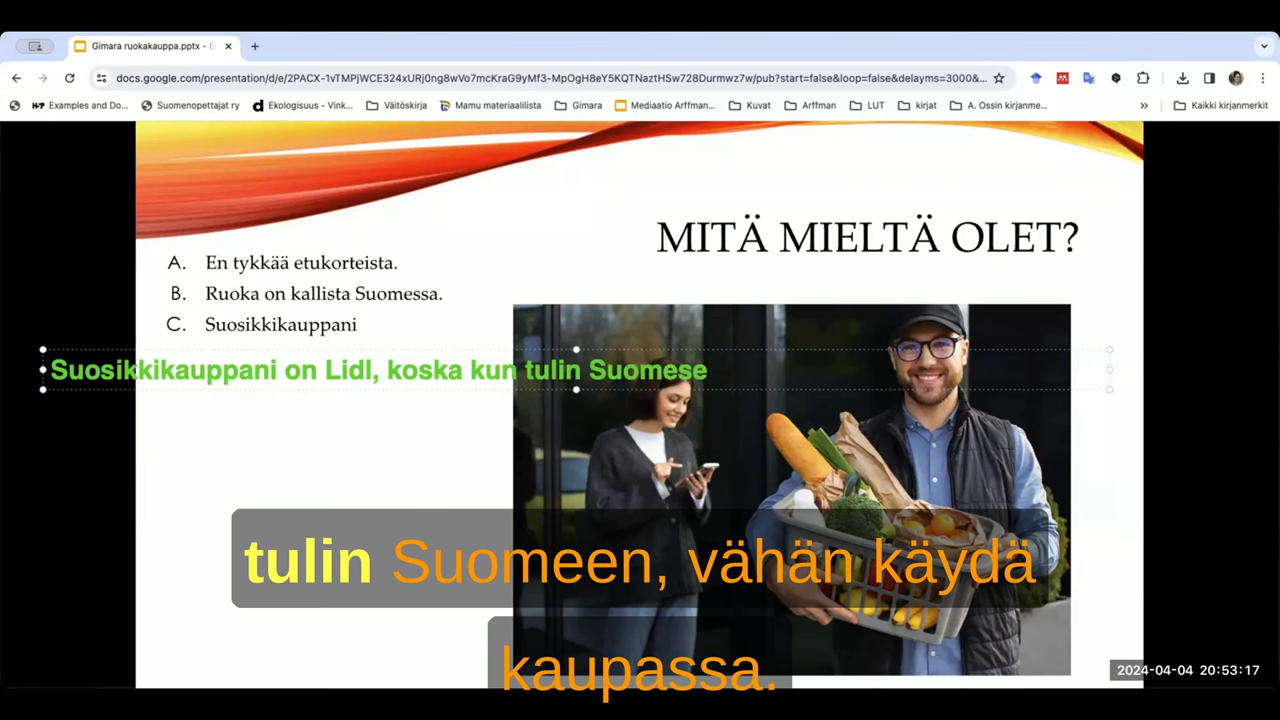 Gimara ruokakauppa.pptx - G
docs.google.com/presentation/d/e/2PACX-1vTMPjWCE324xURj0ng8wVo7mcKraG9yMf3-MpOgH8eY5KQTNaztHSw728Durmwz7w/pub?start=false&loop=false&delayms=3000&...
Examples and Do... Suomenopettajat ry Ekologisuus - Vink... Väitöskirja Mamu materiaalilista Gimara Mediaatio Arffman... Kuvat Arffman LUT kirjat A. Ossin kirjanme... » Kaikki kirjanmerkit
MITÄ MIELTÄ OLET?
A. En tykkää etukorteista.
B. Ruoka on kallista Suomessa.
C. Suosikkikauppani
Suosikkikauppani on Lidl, koska kun tulin Suomese
tulin Suomeen, vähän käydä
kaupassa.
2024-04-04 20:53:17